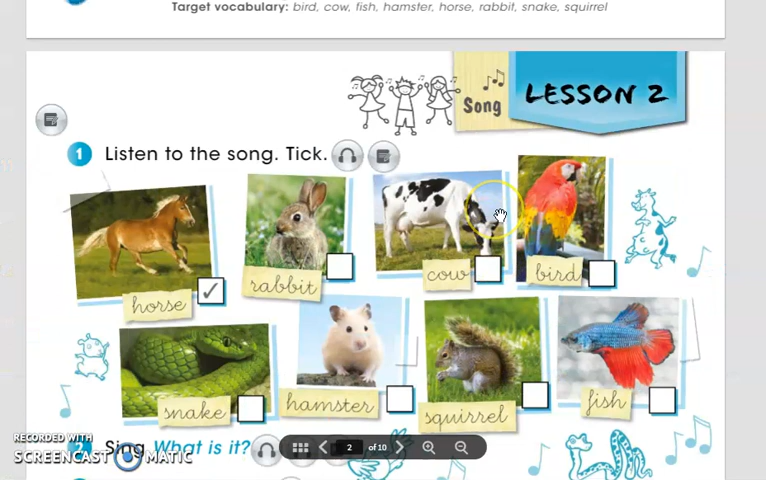 Target vocabulary: bird, cow, fish, hamster, horse, rabbit, snake, squirrel
Song
LESSON 2
1 Listen to the song. Tick.
horse
rabbit
cow
bird
snake
hamster
squirrel
fish
2 Sing What is it?
2 of 10
RECORDED WITH
SCREENCAST MATIC